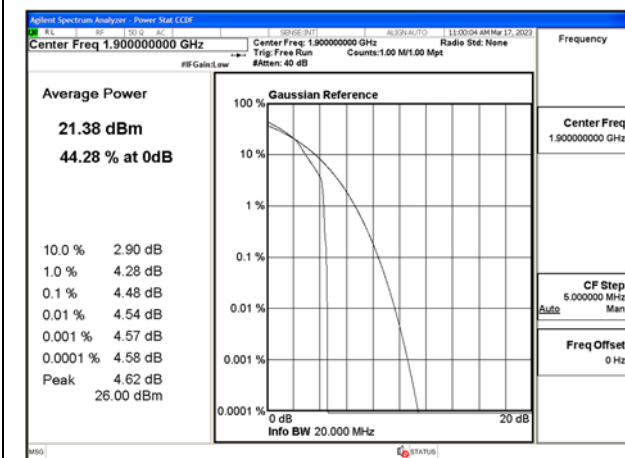 Agilent Spectrum Analyzer - Power Stat CCDF
RL RF 50 Ω AC SENSE:INT ALIGNAUTO 11:00:04 AM Mar 17, 2023
Center Freq 1.900000000 GHz
Center Freq: 1.900000000 GHz Radio Std: None
Trig: Free Run Counts:1.00 M/1.00 Mpt
#IFGain:Low #Atten: 40 dB
Frequency
Average Power
21.38 dBm
44.28 % at 0dB
10.0 % 2.90 dB
1.0 % 4.28 dB
0.1 % 4.48 dB
0.01 % 4.54 dB
0.001 % 4.57 dB
0.0001 % 4.58 dB
Peak 4.62 dB
26.00 dBm
Gaussian Reference
100 %
10 %
1 %
0.1 %
0.01 %
0.001 %
0.0001 %
0 dB 20 dB
Info BW 20.000 MHz
Center Freq
1.900000000 GHz
CF Step
5.000000 MHz
Auto Man
Freq Offset
0 Hz
MSG STATUS